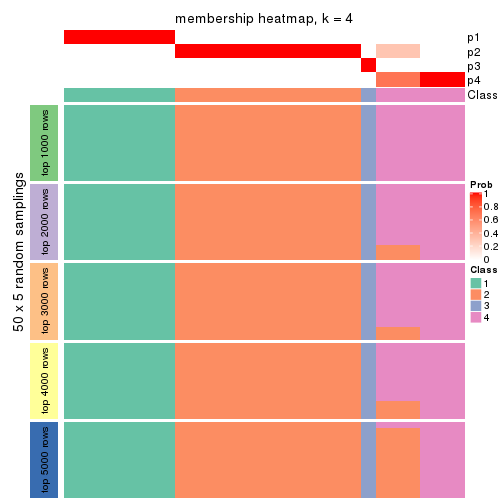 membership heatmap, k = 4
p1
p2
p3
p4
Class
50 x 5 random samplings
top 1000 rows
top 2000 rows
top 3000 rows
top 4000 rows
top 5000 rows
Prob
1
0.8
0.6
0.4
0.2
0
Class
1
2
3
4